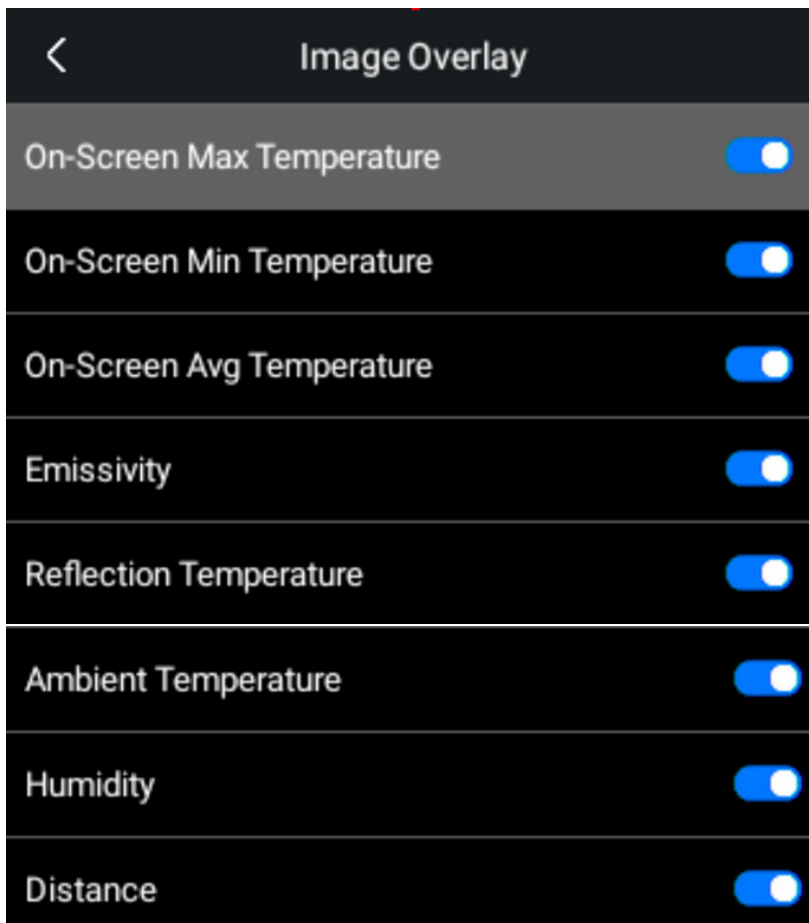 Image Overlay
On-Screen Max Temperature
On-Screen Min Temperature
On-Screen Avg Temperature
Emissivity
Reflection Temperature
Ambient Temperature
Humidity
Distance